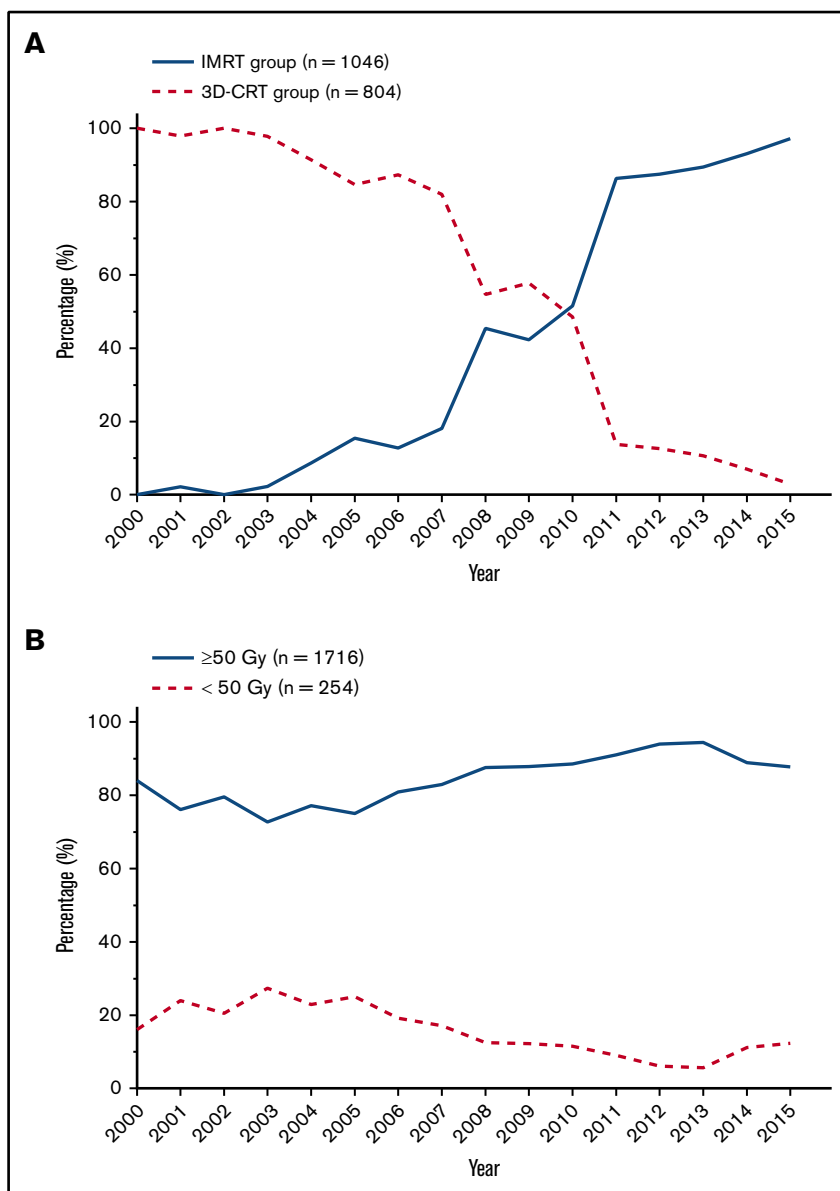 A
IMRT group (n = 1046)
3D-CRT group (n = 804)
100
80
60
40
20
0
Percentage (%)
2000 2001 2002 2003 2004 2005 2006 2007 2008 2009 2010 2011 2012 2013 2014 2015
Year
B
≥50 Gy (n = 1716)
< 50 Gy (n = 254)
100
80
60
40
20
0
Percentage (%)
2000 2001 2002 2003 2004 2005 2006 2007 2008 2009 2010 2011 2012 2013 2014 2015
Year